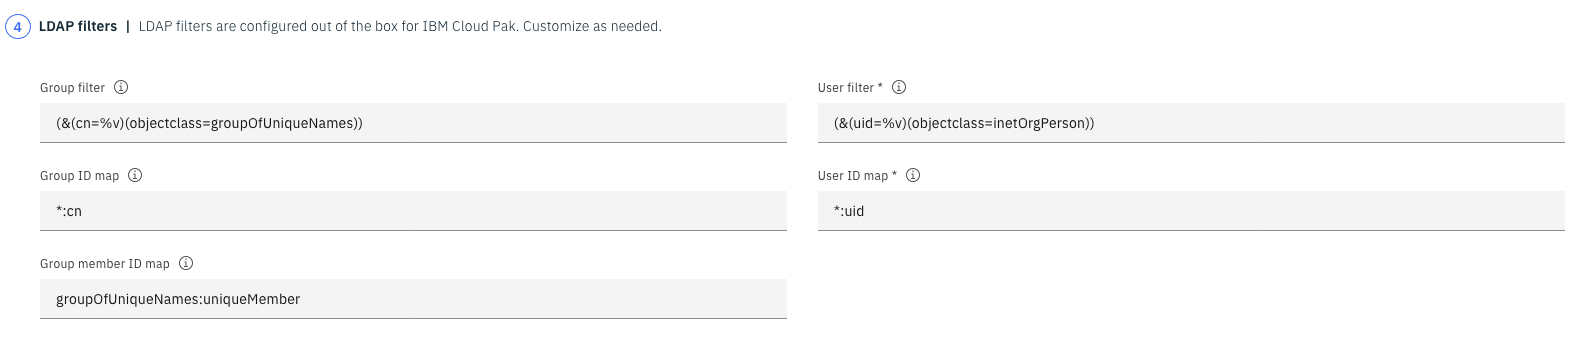 4 LDAP filters | LDAP filters are configured out of the box for IBM Cloud Pak. Customize as needed.
Group filter
(&(cn=%v)(objectclass=groupOfUniqueNames))
User filter *
(&(uid=%v)(objectclass=inetOrgPerson))
Group ID map
*:cn
User ID map *
*:uid
Group member ID map
groupOfUniqueNames:uniqueMember